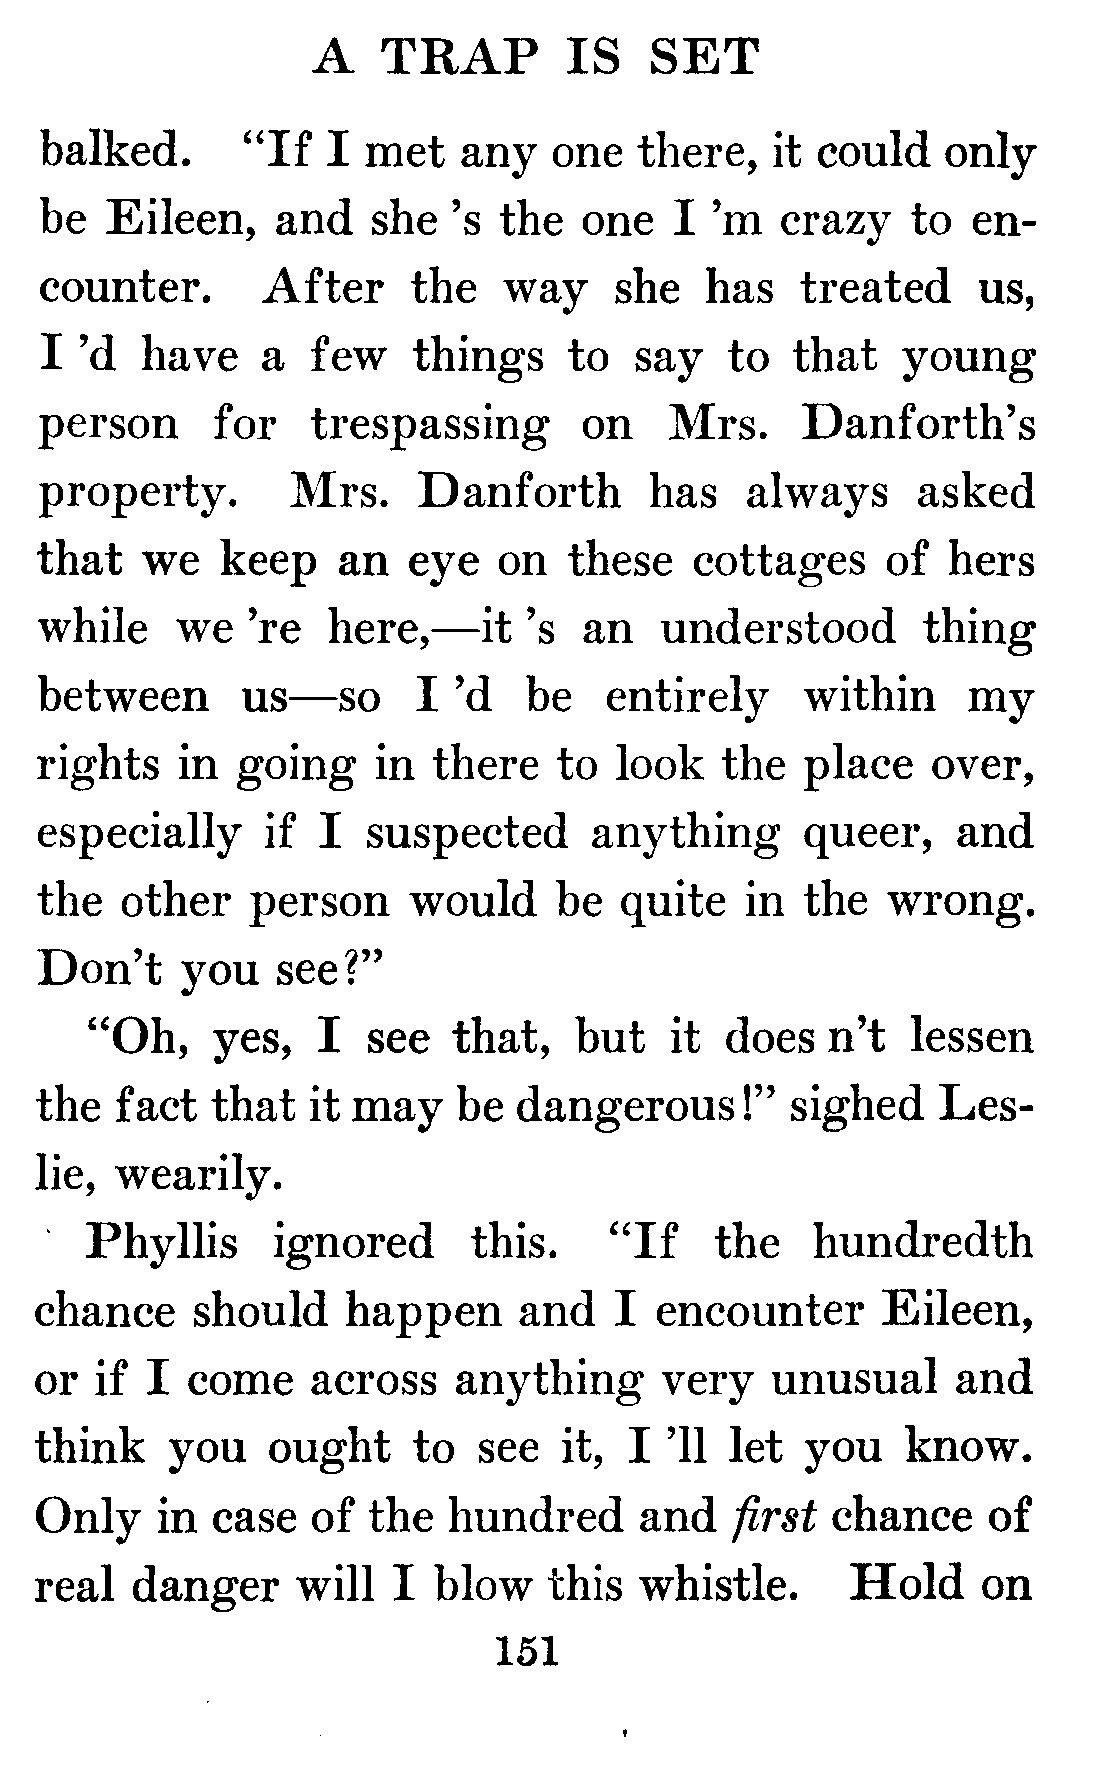 A TRAP IS SET
balked. “If I met any one there, it could only
be Eileen, and she ’s the one I ’m crazy to en-
counter. After the way she has treated us,
I ’d have a few things to say to that young
person for trespassing on Mrs. Danforth’s
property. Mrs. Danforth has always asked
that we keep an eye on these cottages of hers
while we ’re here,—it ’s an understood thing
between us—so I ’d be entirely within my
rights in going in there to look the place over,
especially if I suspected anything queer, and
the other person would be quite in the wrong.
Don’t you see?”
“Oh, yes, I see that, but it does n’t lessen
the fact that it may be dangerous!” sighed Les-
lie, wearily.
Phyllis ignored this. “If the hundredth
chance should happen and I encounter Eileen,
or if I come across anything very unusual and
think you ought to see it, I ’ll let you know.
Only in case of the hundred and first chance of
real danger will I blow this whistle. Hold on
151